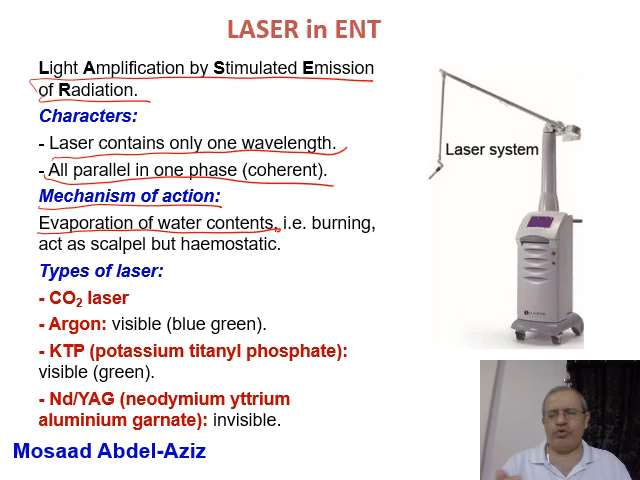 LASER in ENT
Light Amplification by Stimulated Emission
of Radiation.
Characters:
- Laser contains only one wavelength.
- All parallel in one phase (coherent).
Mechanism of action:
Evaporation of water contents, i.e. burning,
act as scalpel but haemostatic.
Types of laser:
- CO₂ laser
- Argon: visible (blue green).
- KTP (potassium titanyl phosphate):
visible (green).
- Nd/YAG (neodymium yttrium
aluminium garnate): invisible.
Mosaad Abdel-Aziz
Laser system